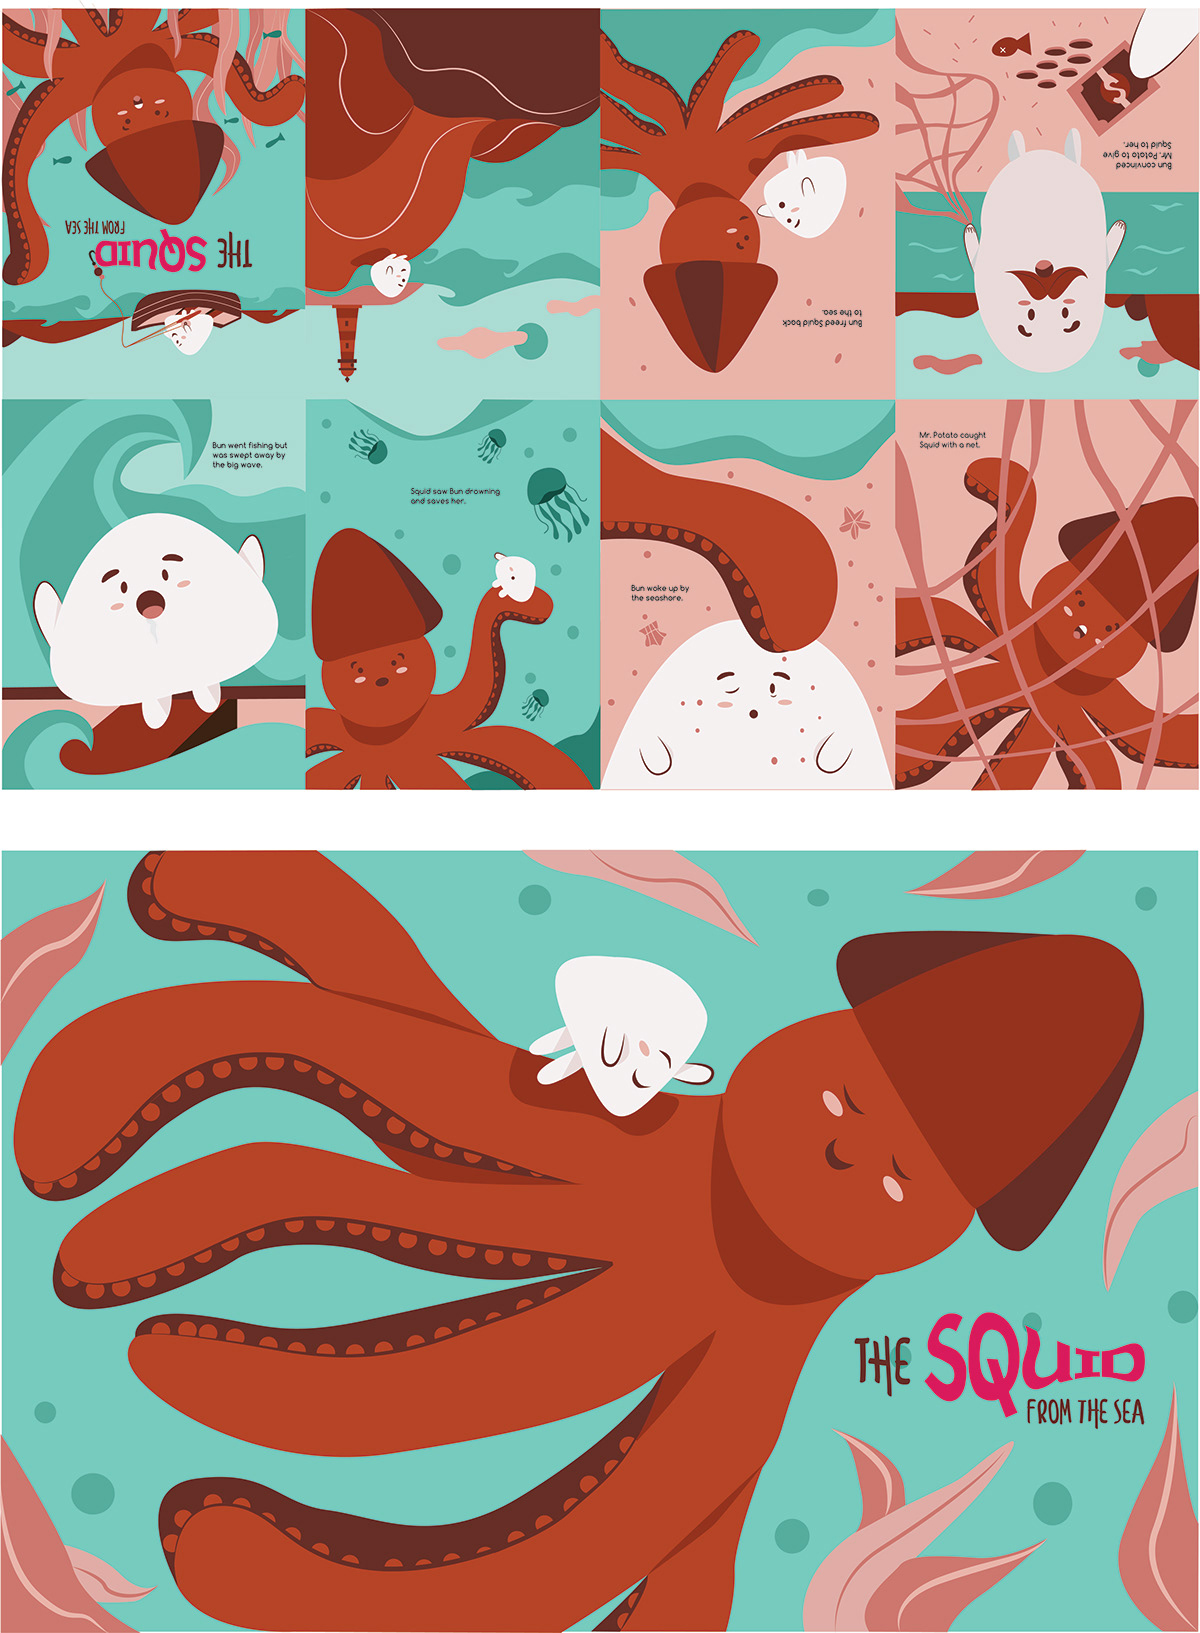 THE SQUID
FROM THE SEA
Bun freed Squid back
to the sea.
Bun convinced
Mr. Potato to give
Squid to her.
Bun went fishing but
was swept away by
the big wave.
Squid saw Bun drowning
and saves her.
Bun woke up by
the seashore.
Mr. Potato caught
Squid with a net.
THE SQUID
FROM THE SEA